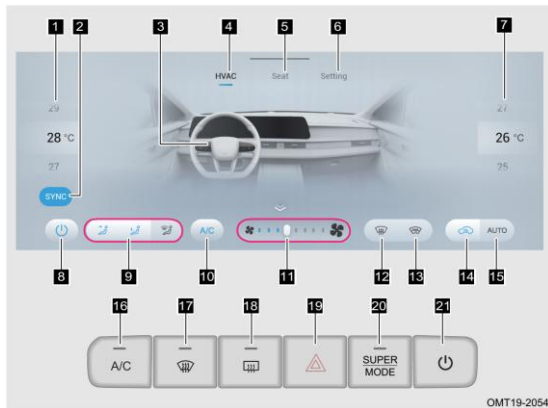 1 2 3 4 5 6 7
HVAC Seat Setting
29 27
28 °C 26 °C
27 25
SYNC
A/C AUTO
8 9 10 11 12 13 14 15
16 17 18 19 20 21
A/C SUPER
MODE
OMT19-2054